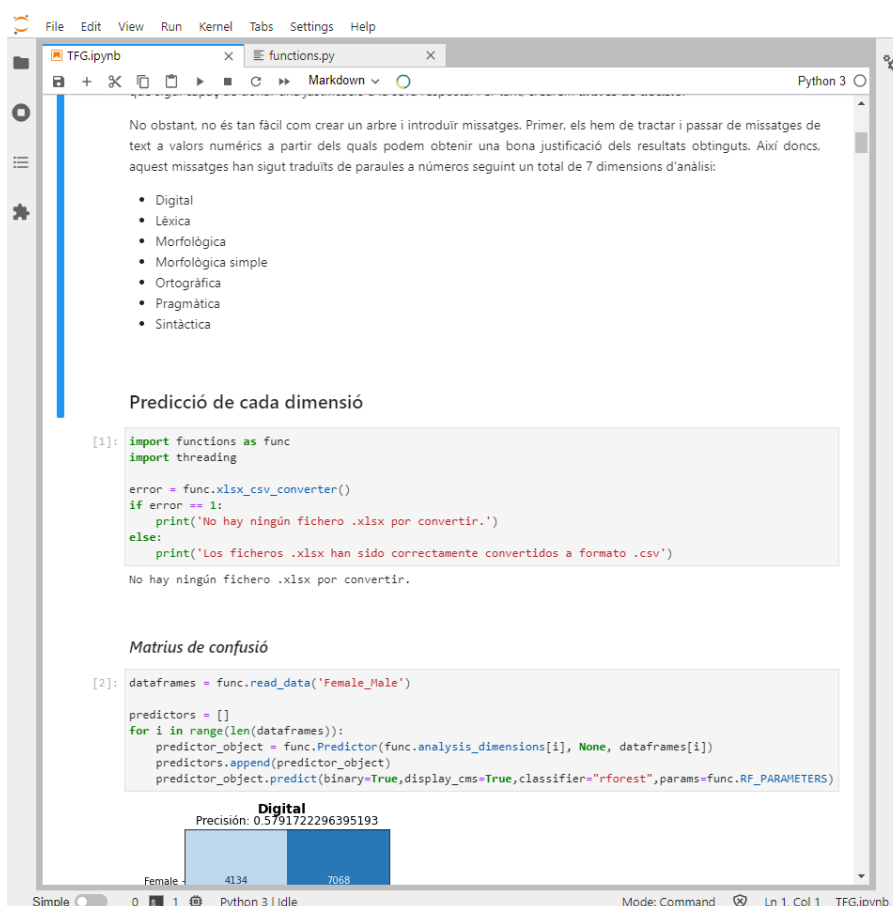 File Edit View Run Kernel Tabs Settings Help
TFG.ipynb
functions.py
Markdown
Python 3
No obstant, no és tan fàcil com crear un arbre i introduïr missatges. Primer, els hem de tractar i passar de missatges de
text a valors numérics a partir dels quals podem obtenir una bona justificació dels resultats obtinguts. Així doncs,
aquest missatges han sigut traduïts de paraules a números seguint un total de 7 dimensions d'anàlisi:
• Digital
• Lèxica
• Morfològica
• Morfològica simple
• Ortogràfica
• Pragmàtica
• Sintàctica
Predicció de cada dimensió
[1]: import functions as func
import threading
error = func.xlsx_csv_converter()
if error == 1:
print('No hay ningún fichero .xlsx por convertir.')
else:
print('Los ficheros .xlsx han sido correctamente convertidos a formato .csv')
No hay ningún fichero .xlsx por convertir.
Matrius de confusió
[2]: dataframes = func.read_data('Female_Male')
predictors = []
for i in range(len(dataframes)):
predictor_object = func.Predictor(func.analysis_dimensions[i], None, dataframes[i])
predictors.append(predictor_object)
predictor_object.predict(binary=True,display_cms=True,classifier="rforest",params=func.RF_PARAMETERS)
Digital
Precisión: 0.5791722296395193
Female 4134 7068
Simple 0 1 Python 3 | Idle Mode: Command Ln 1, Col 1 TFG.ipynb